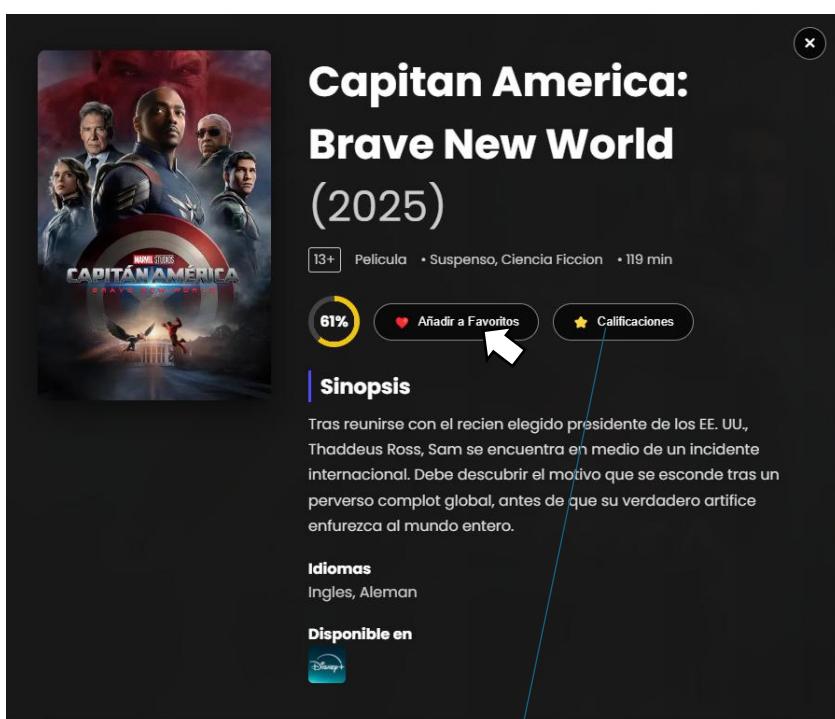 Capitan America:
Brave New World
(2025)
MARVEL STUDIOS
CAPITÁN AMÉRICA
BRAVE NEW WORLD
13+ Pelicula • Suspenso, Ciencia Ficcion • 119 min
61% Añadir a Favoritos Calificaciones
Sinopsis
Tras reunirse con el recien elegido presidente de los EE. UU.,
Thaddeus Ross, Sam se encuentra en medio de un incidente
internacional. Debe descubrir el motivo que se esconde tras un
perverso complot global, antes de que su verdadero artifice
enfurezca al mundo entero.
Idiomas
Ingles, Aleman
Disponible en
Disney+